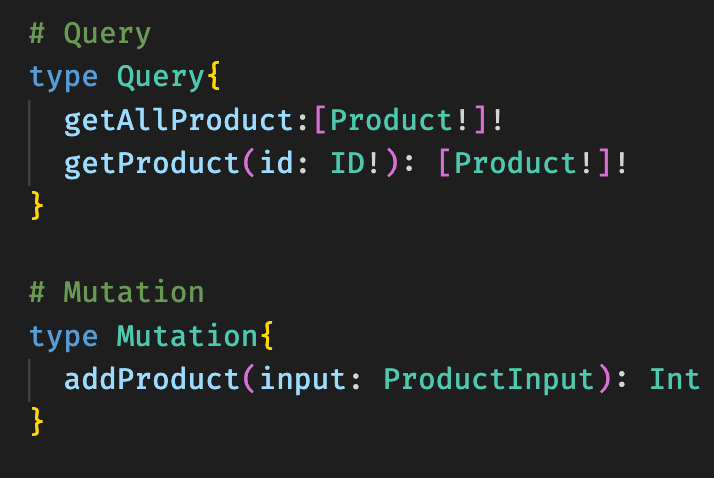 # Query
type Query{
getAllProduct:[Product!]!
getProduct(id: ID!): [Product!]!
}
# Mutation
type Mutation{
addProduct(input: ProductInput): Int
}